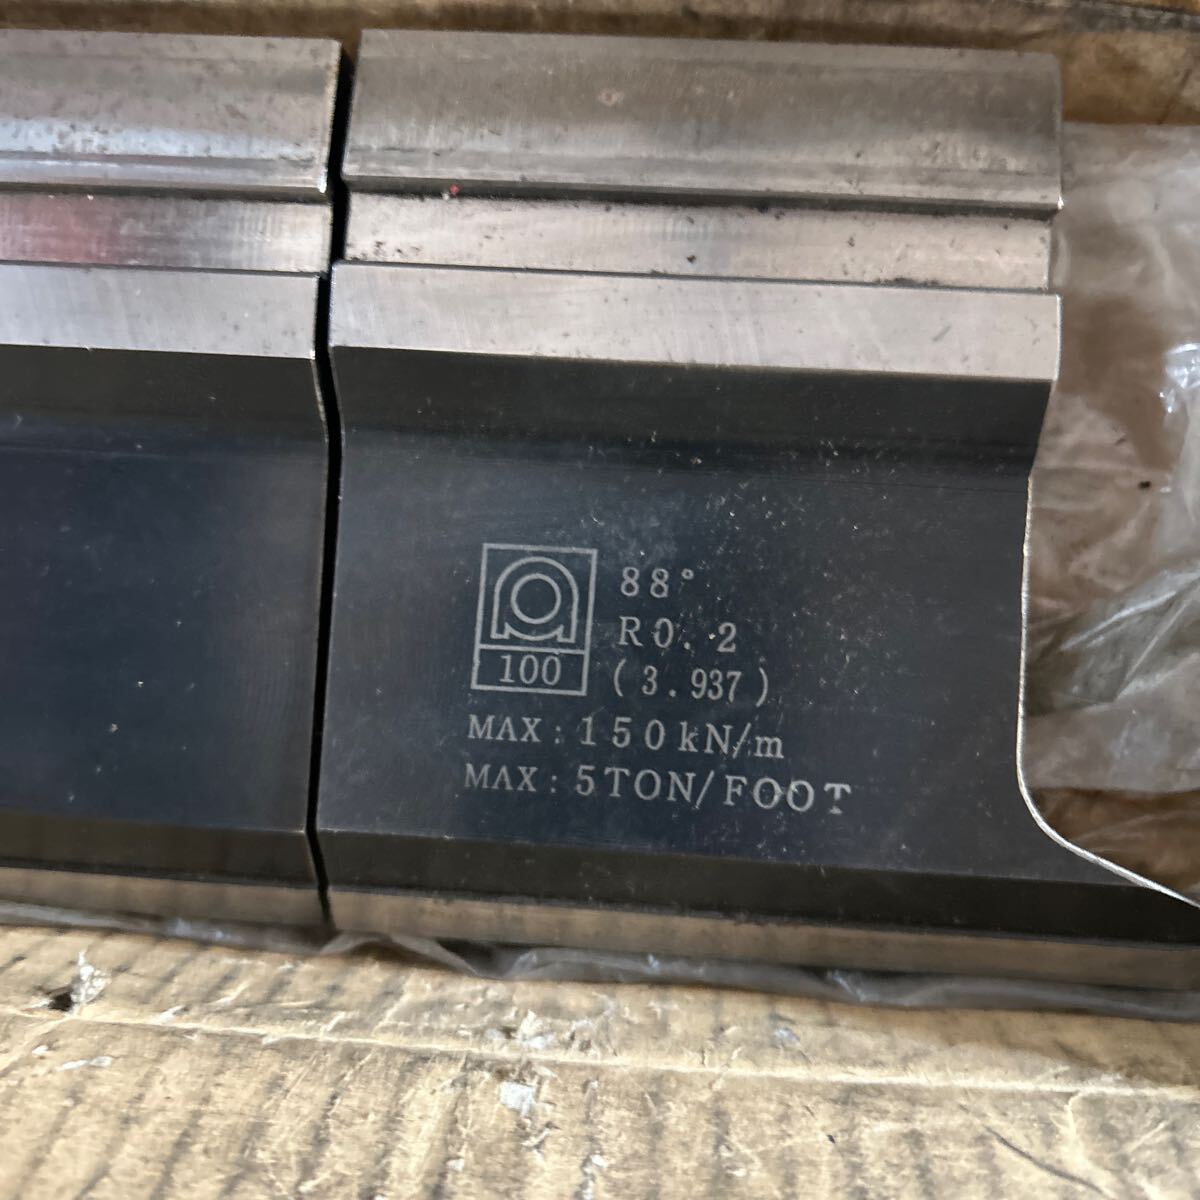 88°
R0.2
100
(3.937)
MAX: 150kN/m
MAX: 5TON/FOOT